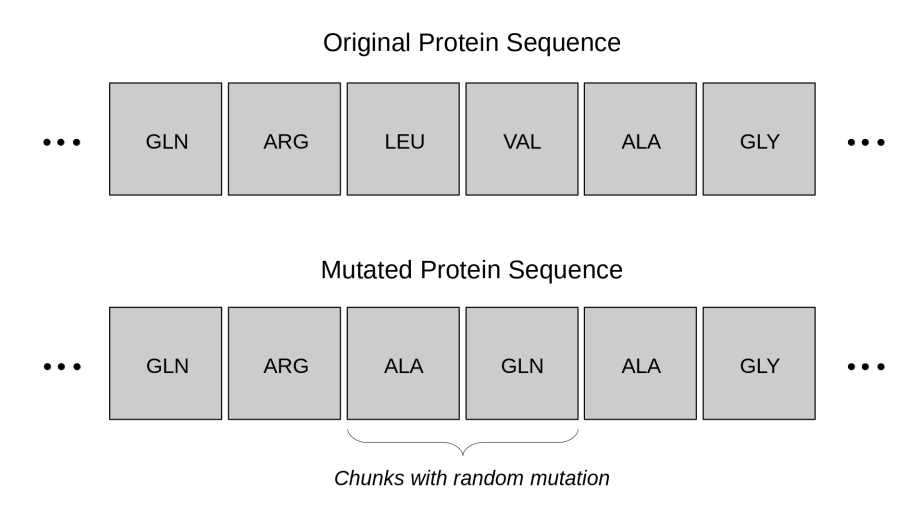 Original Protein Sequence
••• GLN ARG LEU VAL ALA GLY •••
Mutated Protein Sequence
••• GLN ARG ALA GLN ALA GLY •••
Chunks with random mutation